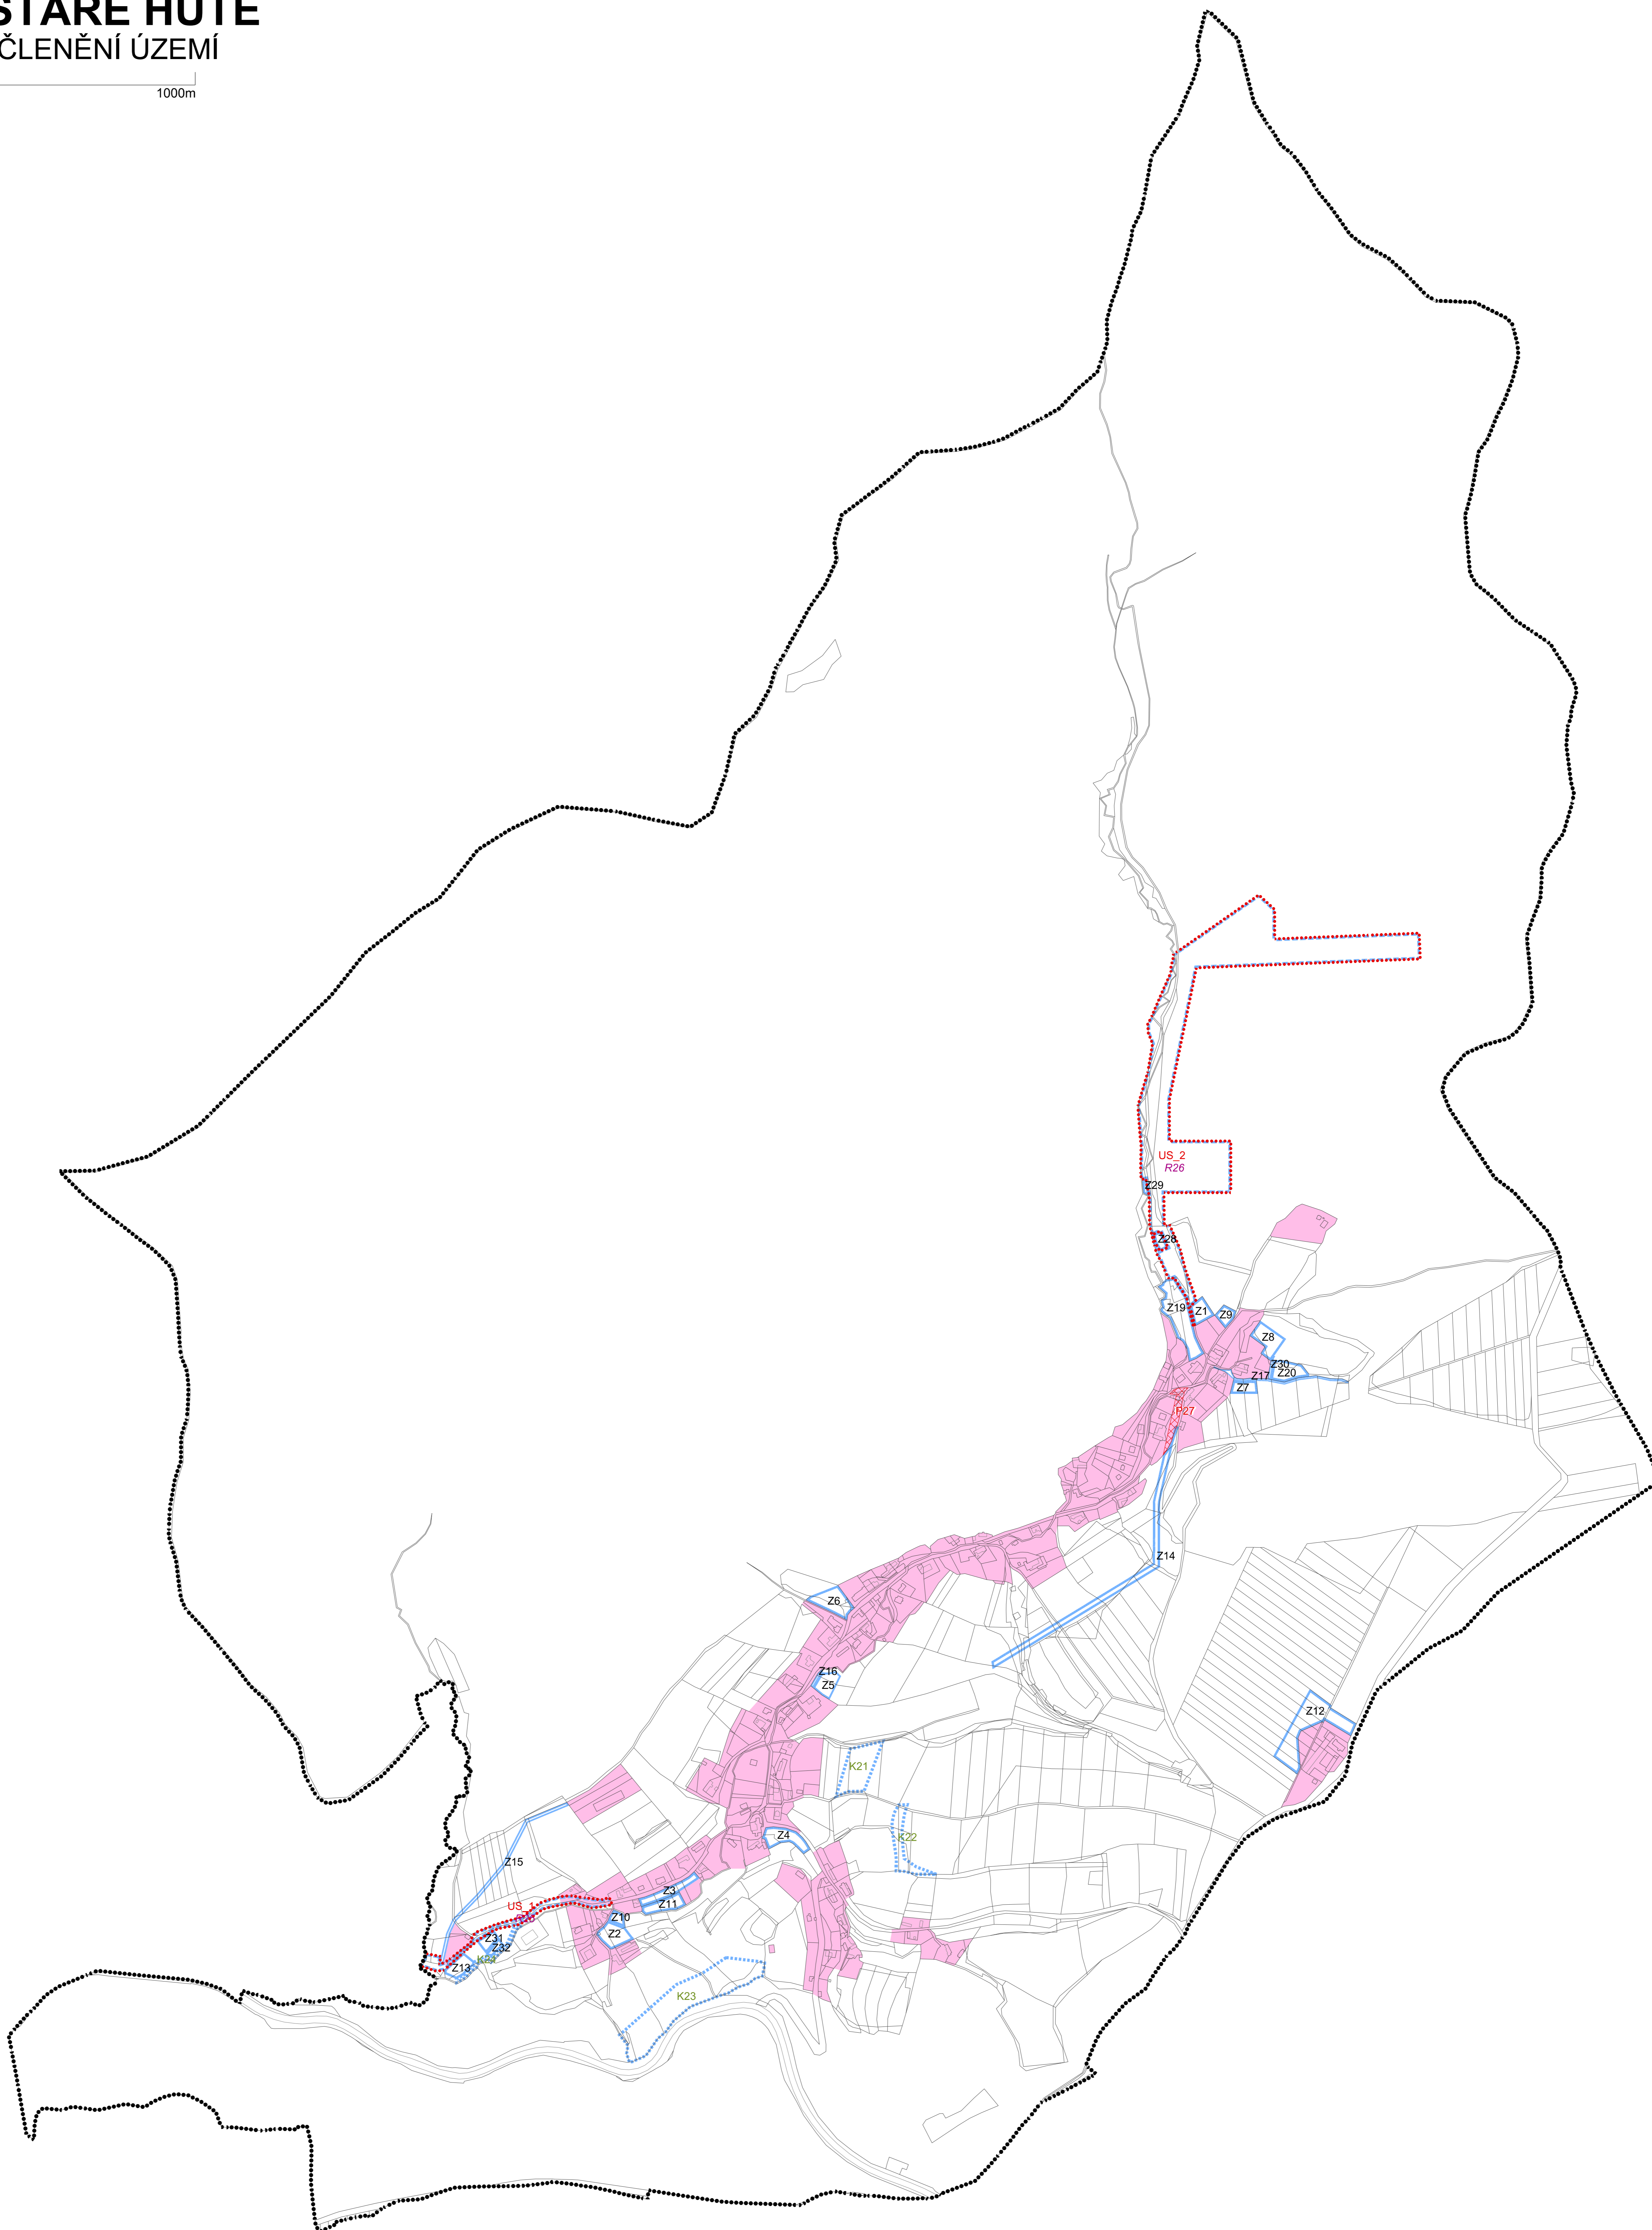 STARÉ HUTĚ
ČLENĚNÍ ÚZEMÍ
1000m
US_2
R26
Z29
Z28
Z19
Z1
Z9
Z8
Z30
Z20
Z17
Z7
P27
Z14
Z6
Z16
Z5
Z12
K21
K22
Z4
Z15
Z3
Z11
US_1
Z10
Z2
Z31
Z32
Z13
K23